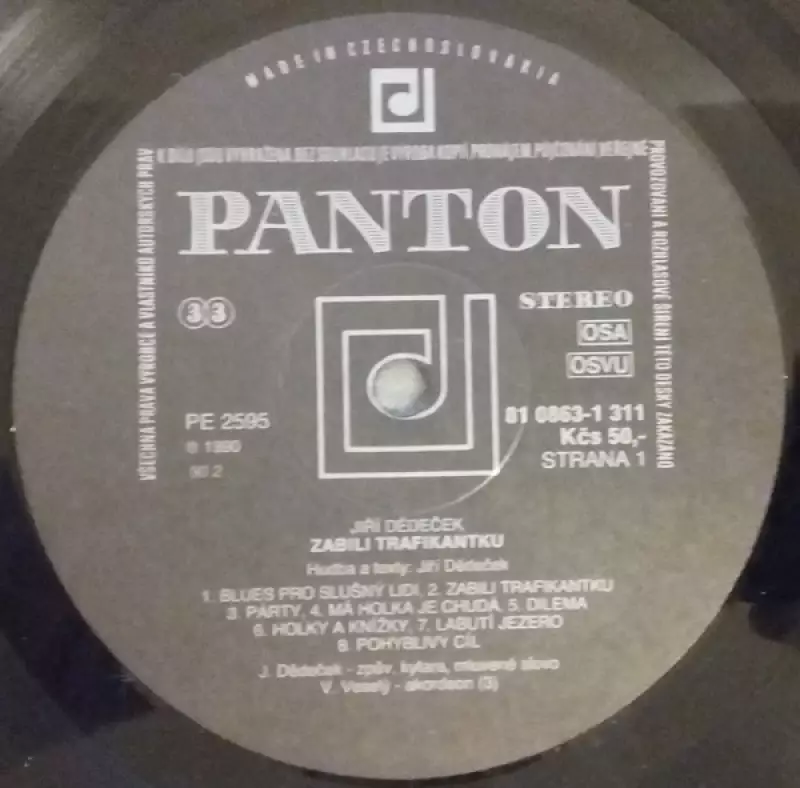 MADE IN CZECHOSLOVAKIA
VŠECHNA PRÁVA VÝROBCE A VLASTNÍKŮ AUTORSKÝCH PRÁV
K DÍLU JSOU VYHRAŽENA. BEZ SOUHLASU JE VÝROBA KOPIÍ, PRONÁJEM, PŮJČOVÁNÍ, VEŘEJNÉ
PROVOZOVÁNÍ A ROZHLASOVÉ ŠÍŘENÍ TÉTO DESKY ZAKÁZÁNO
PANTON
33
STEREO
OSA
OSVU
PE 2595
81 0863-1 311
℗ 1990
Kčs 50,-
90 2
STRANA 1
JIŘÍ DĚDEČEK
ZABILI TRAFIKANTKU
Hudba a texty: Jiří Dědeček
1. BLUES PRO SLUŠNÝ LIDI, 2. ZABILI TRAFIKANTKU
3. PÁRTY, 4. MÁ HOLKA JE CHUDÁ, 5. DILEMA
6. HOLKY A KNÍŽKY, 7. LABUTÍ JEZERO
8. POHYBLIVÝ CÍL
J. Dědeček - zpěv, kytara, mluvené slovo
V. Veselý - akordeon (3)